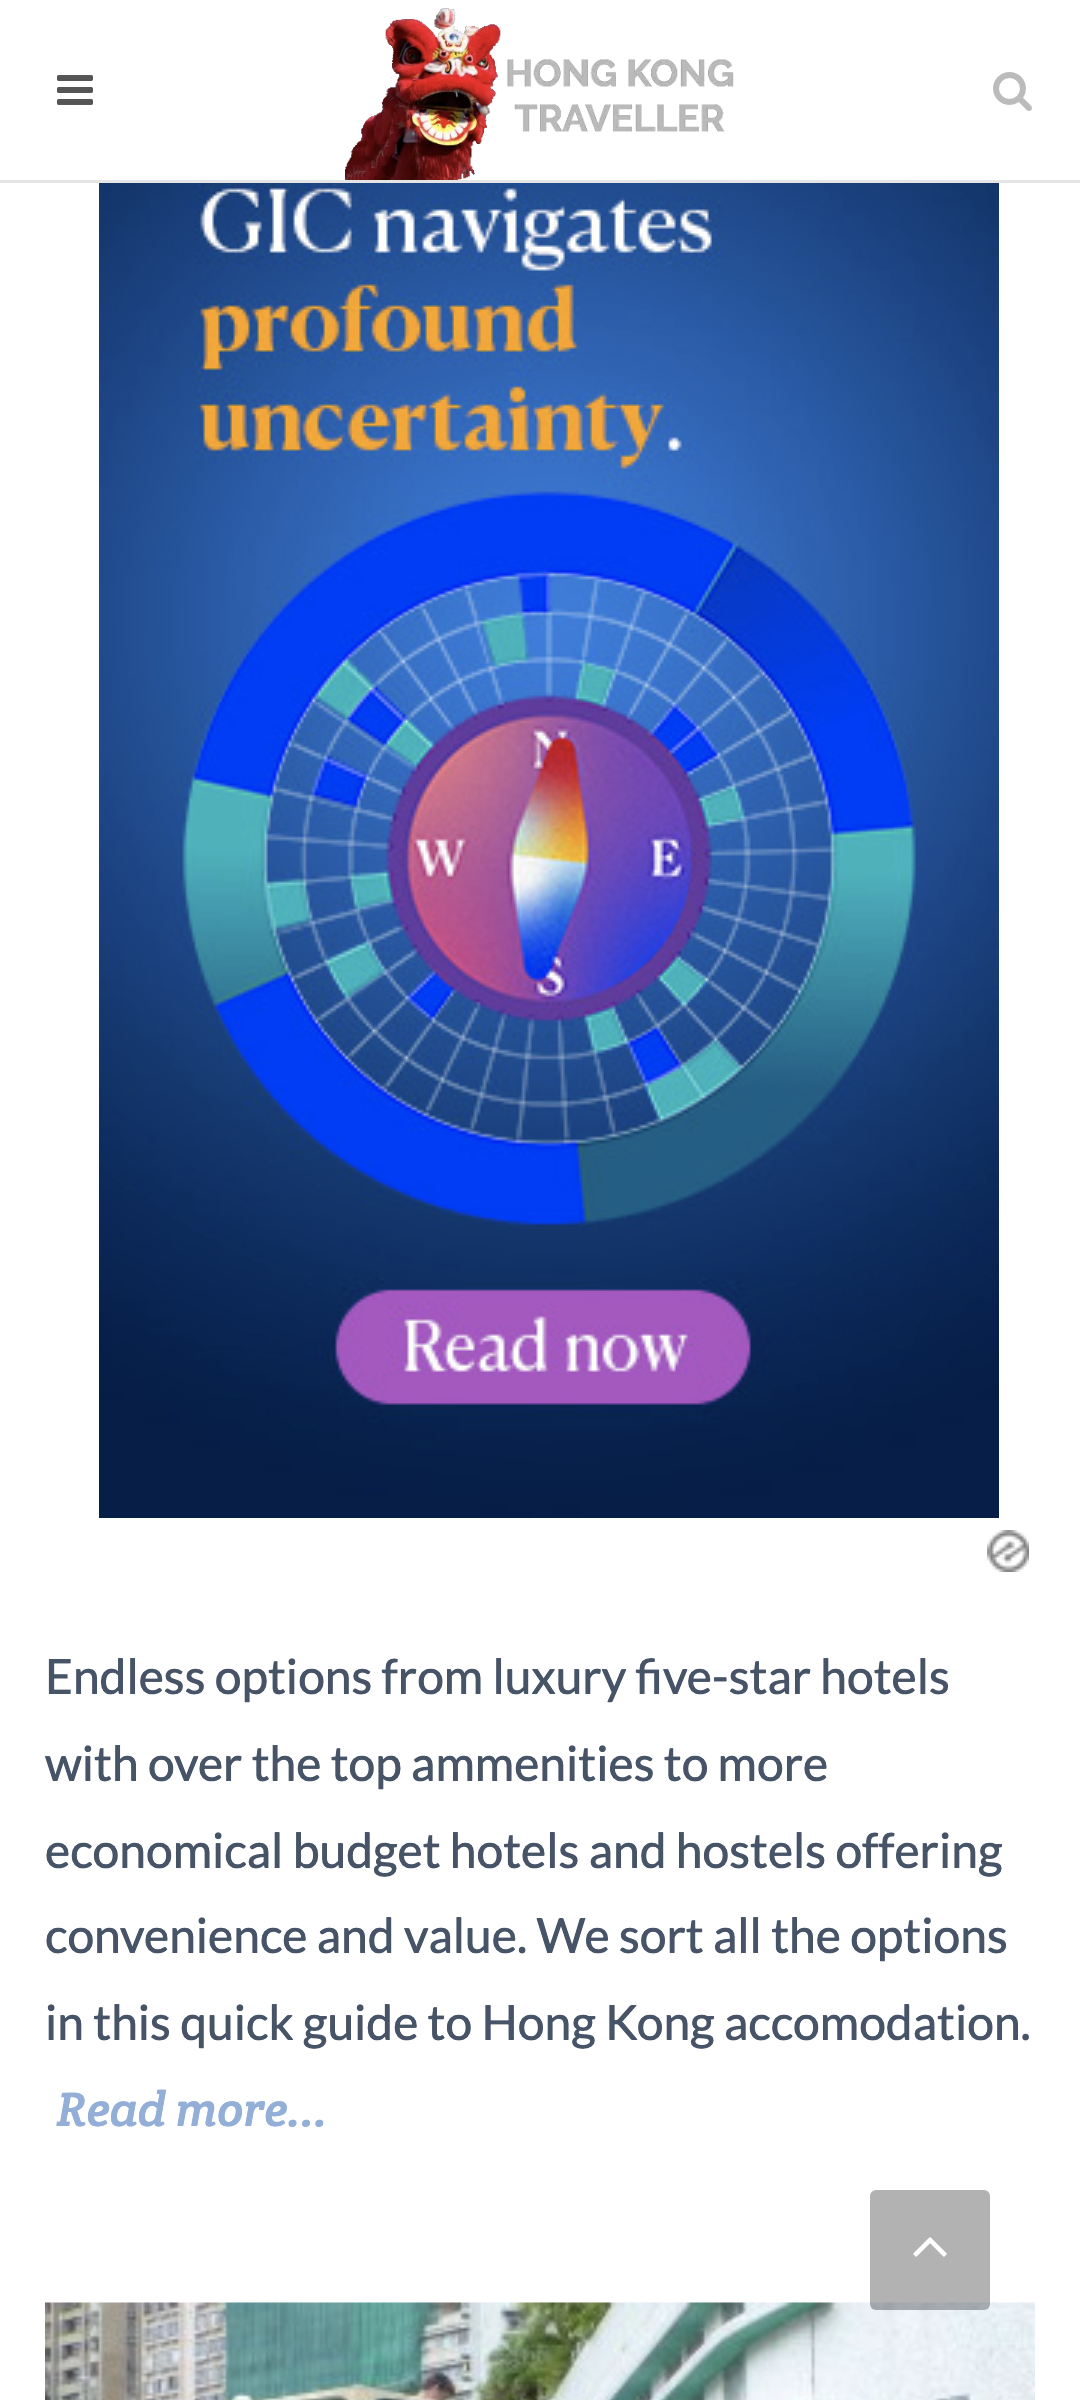 HONG KONG
TRAVELLER
GIC navigates
profound
uncertainty.
N
W
E
S
Read now
Endless options from luxury five-star hotels
with over the top ammenities to more
economical budget hotels and hostels offering
convenience and value. We sort all the options
in this quick guide to Hong Kong accomodation.
Read more...